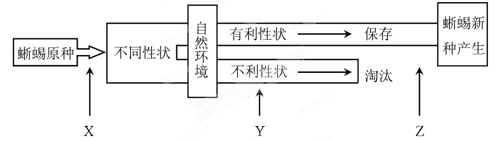 蜥蜴原种
不同性状
自然环境
有利性状
保存
不利性状
淘汰
蜥蜴新
种产生
X
Y
Z